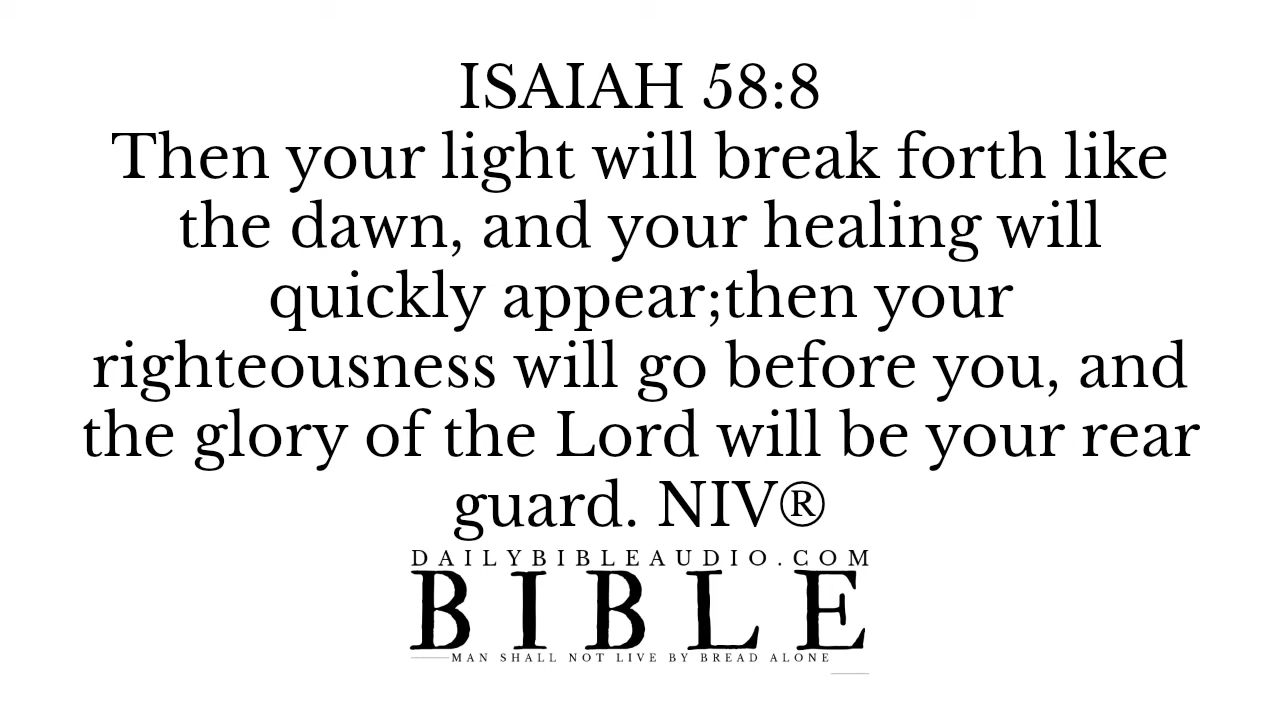 ISAIAH 58:8
Then your light will break forth like
the dawn, and your healing will
quickly appear;then your
righteousness will go before you, and
the glory of the Lord will be your rear
guard. NIV®
DAILYBIBLEAUDIO.COM
BIBLE
MAN SHALL NOT LIVE BY BREAD ALONE